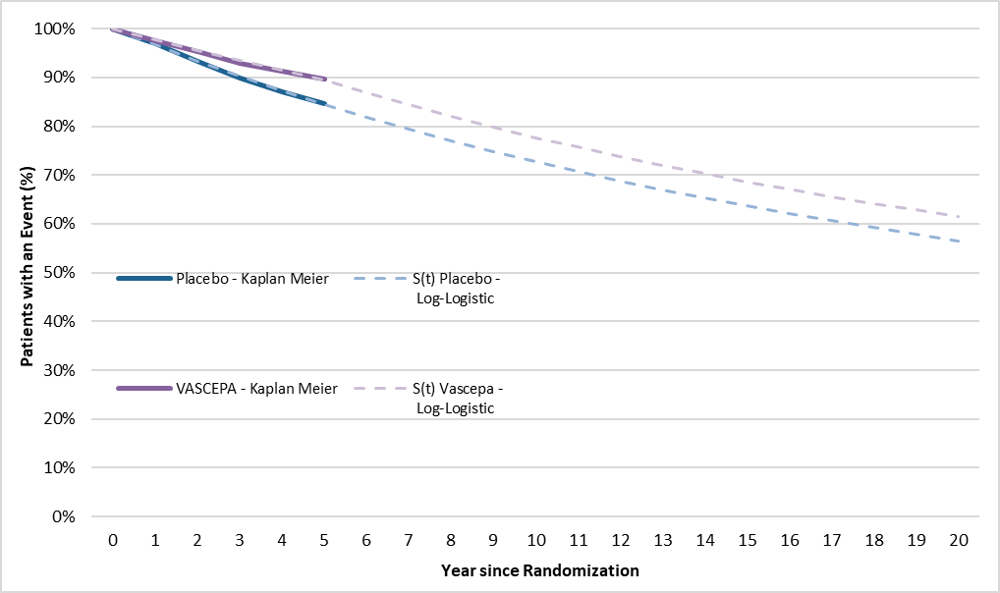 100%
90%
80%
70%
60%
50%
40%
30%
20%
10%
0%
Patients with an Event (%)
Placebo - Kaplan Meier
S(t) Placebo -
Log-Logistic
VASCEPA - Kaplan Meier
S(t) Vascepa -
Log-Logistic
0 1 2 3 4 5 6 7 8 9 10 11 12 13 14 15 16 17 18 19 20
Year since Randomization